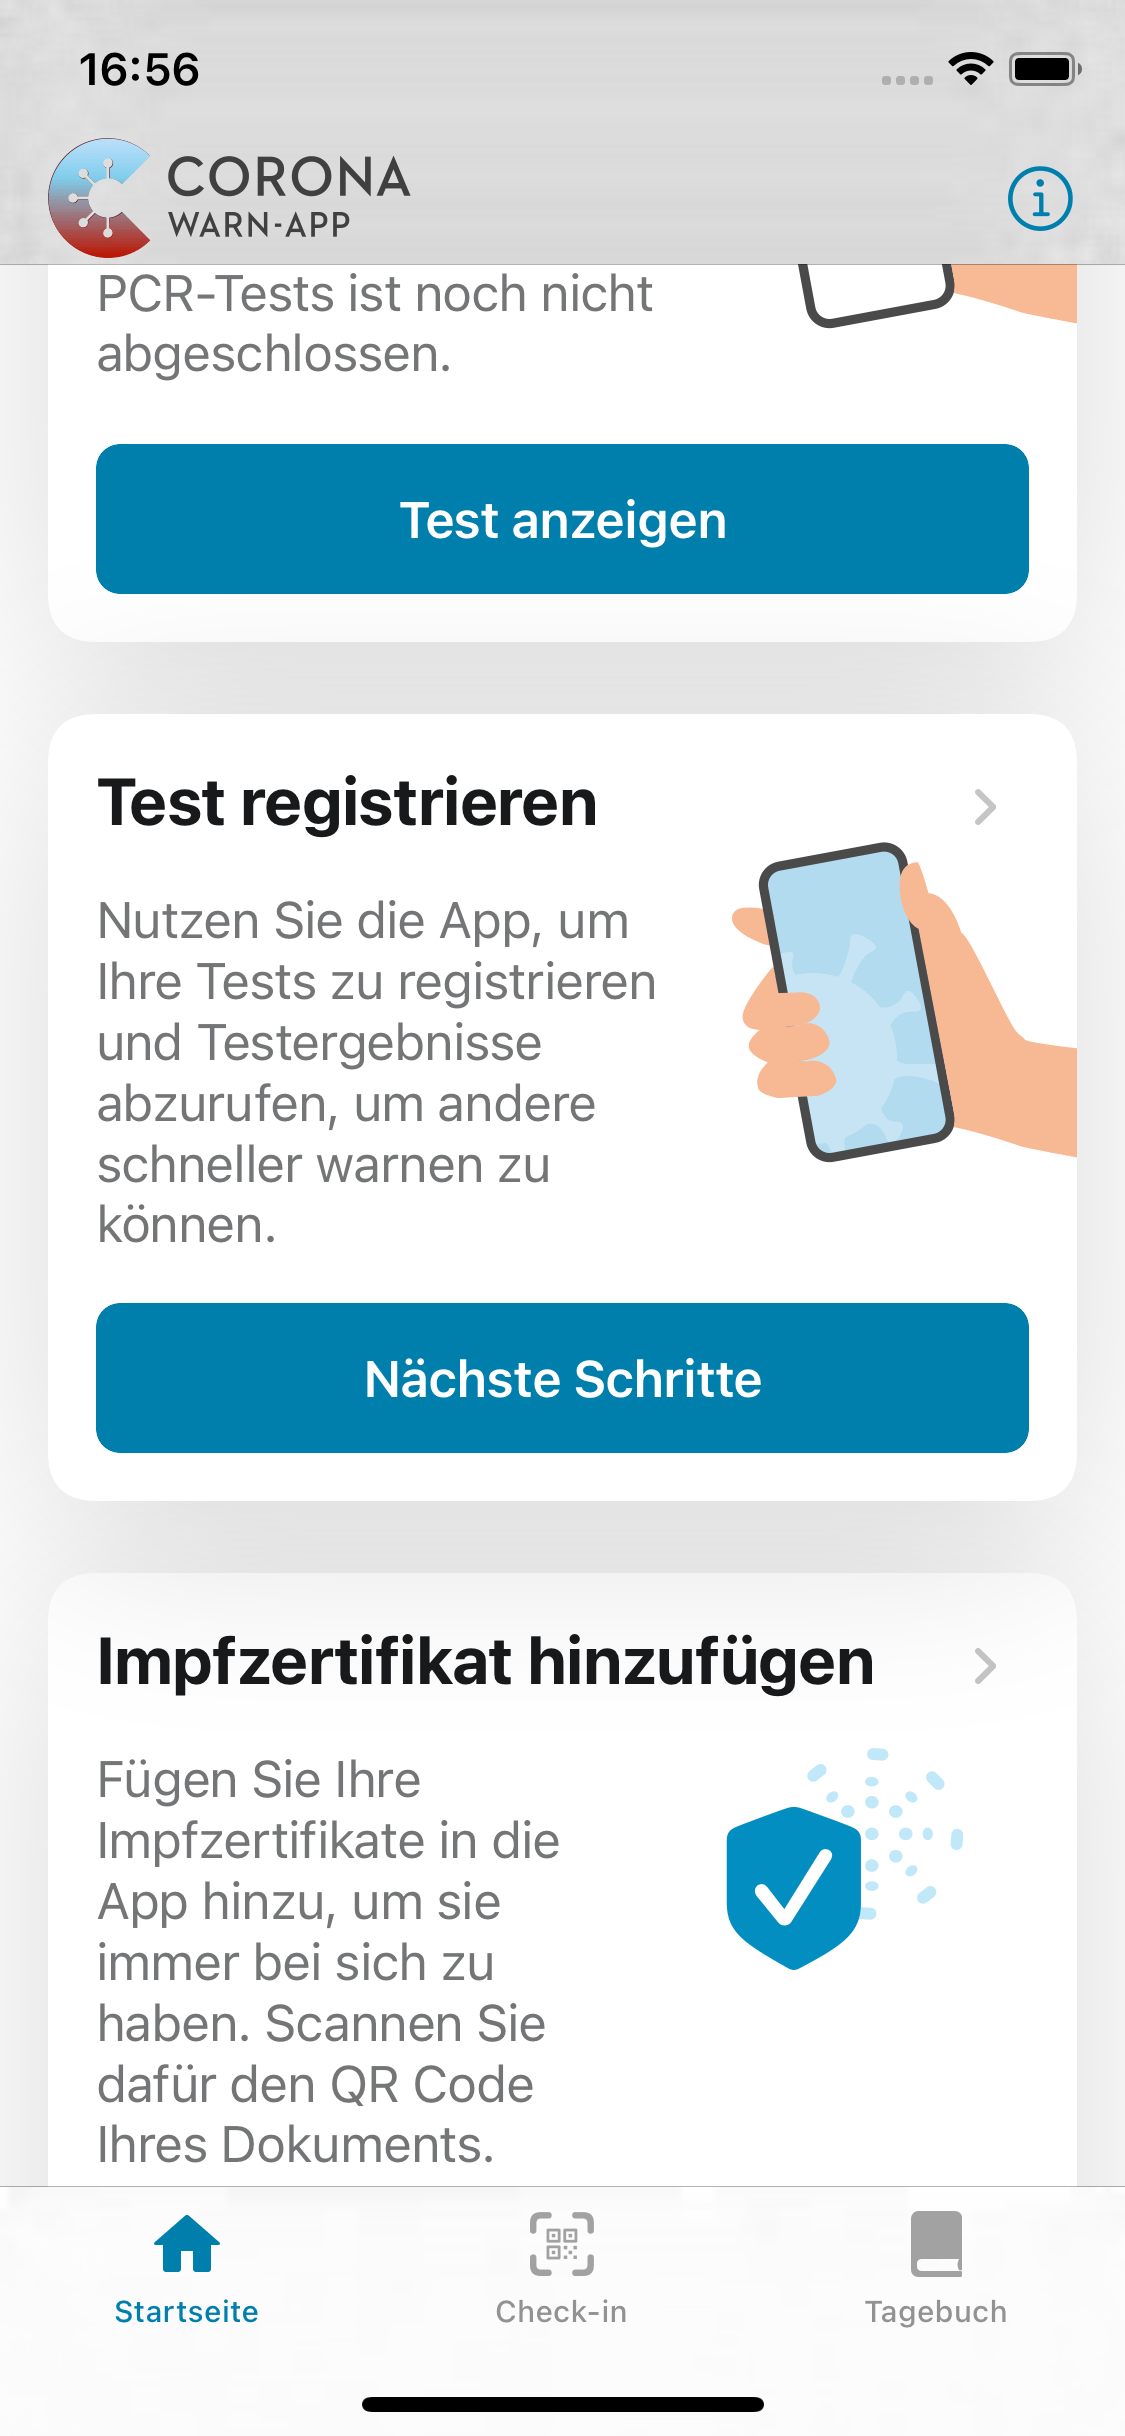 16:56
CORONA
WARN-APP
PCR-Tests ist noch nicht
abgeschlossen.
Test anzeigen
Test registrieren
Nutzen Sie die App, um
Ihre Tests zu registrieren
und Testergebnisse
abzurufen, um andere
schneller warnen zu
können.
Nächste Schritte
Impfzertifikat hinzufügen
Fügen Sie Ihre
Impfzertifikate in die
App hinzu, um sie
immer bei sich zu
haben. Scannen Sie
dafür den QR Code
Ihres Dokuments.
Startseite
Check-in
Tagebuch